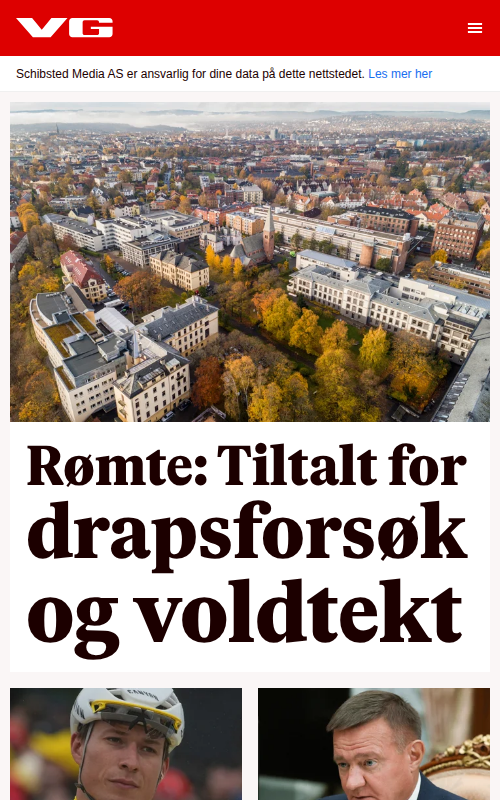 VG
Schibsted Media AS er ansvarlig for dine data på dette nettstedet. Les mer her
Rømte: Tiltalt for
drapsforsøk
og voldtekt
CANYON